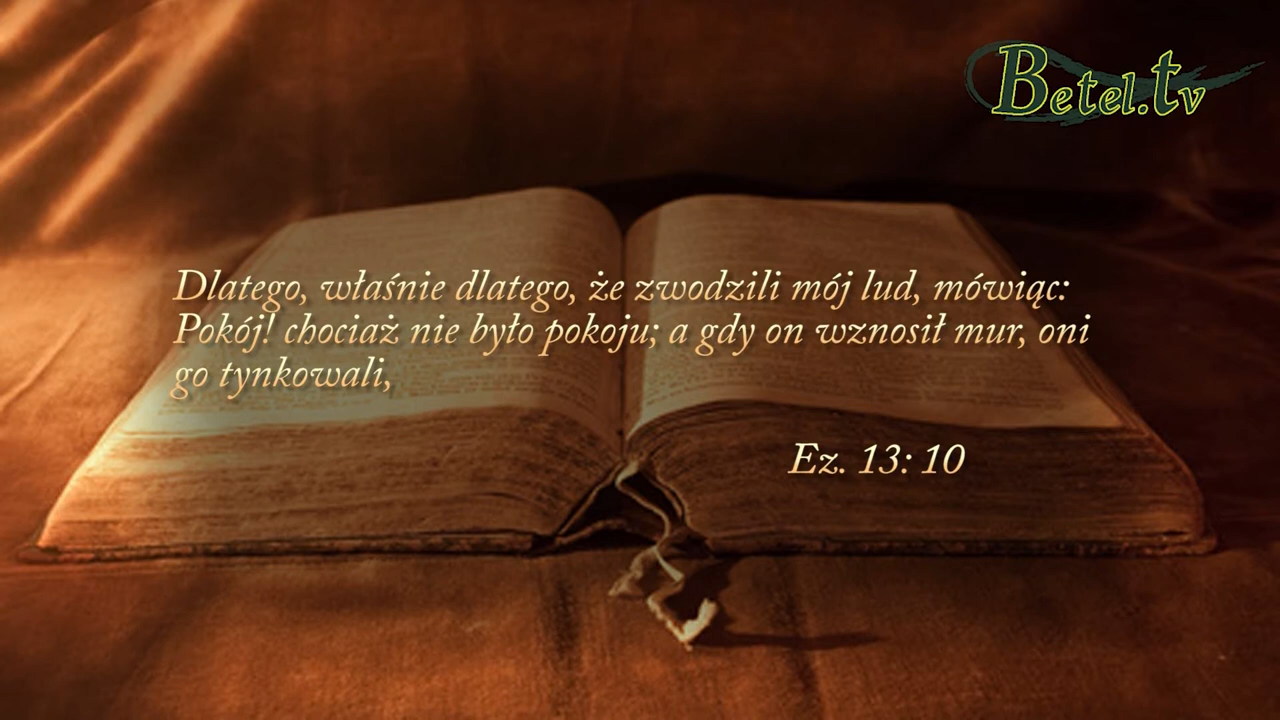 Betel.tv
Dlatego, właśnie dlatego, że zwodzili mój lud, mówiąc:
Pokój! chociaż nie było pokoju; a gdy on wznosił mur, oni
go tynkowali,
Ez. 13: 10